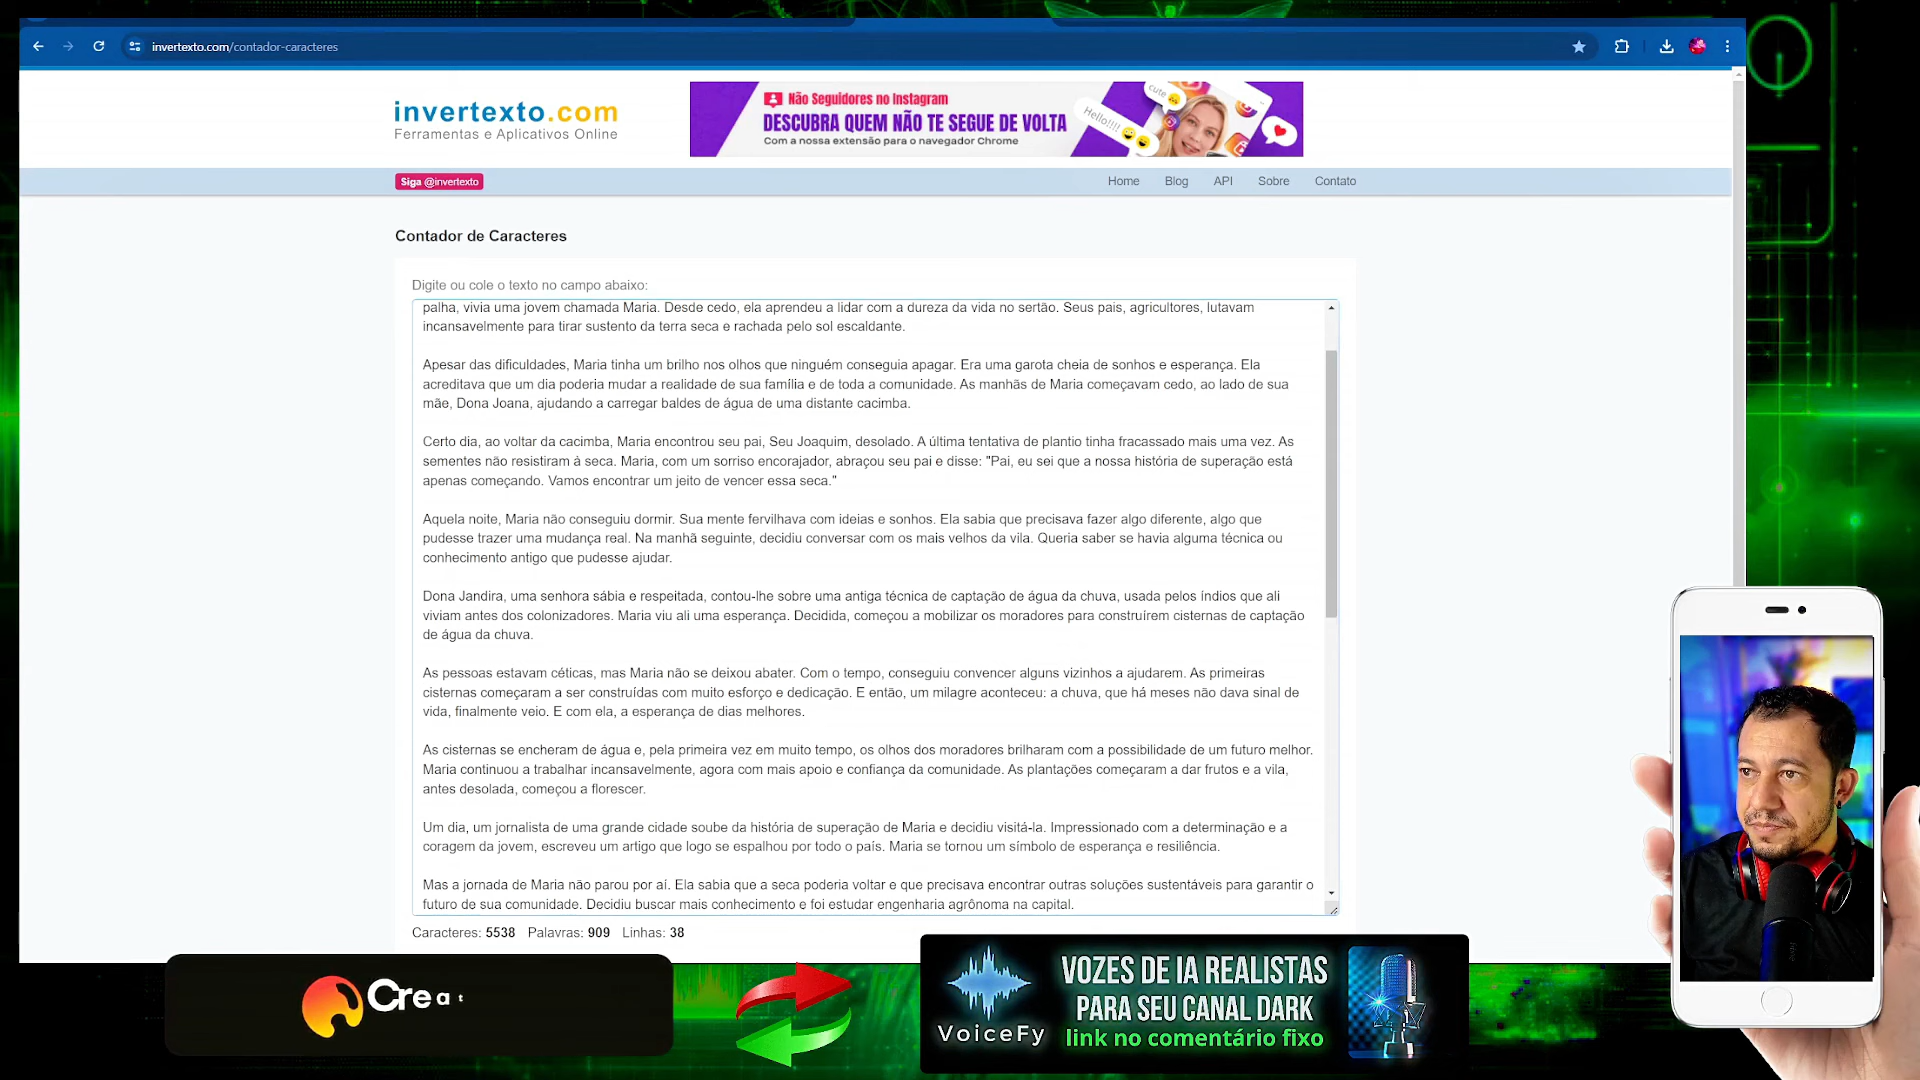 invertexto.com/contador-caracteres
invertexto.com
Ferramentas e Aplicativos Online
Não Seguidores no Instagram
DESCUBRA QUEM NÃO TE SEGUE DE VOLTA
Com a nossa extensão para o navegador Chrome
Hello!!!!
cute
Siga @invertexto
Home Blog API Sobre Contato
Contador de Caracteres
Digite ou cole o texto no campo abaixo:
palha, vivia uma jovem chamada Maria. Desde cedo, ela aprendeu a lidar com a dureza da vida no sertão. Seus pais, agricultores, lutavam
incansavelmente para tirar sustento da terra seca e rachada pelo sol escaldante.
Apesar das dificuldades, Maria tinha um brilho nos olhos que ninguém conseguia apagar. Era uma garota cheia de sonhos e esperança. Ela
acreditava que um dia poderia mudar a realidade de sua família e de toda a comunidade. As manhãs de Maria começavam cedo, ao lado de sua
mãe, Dona Joana, ajudando a carregar baldes de água de uma distante cacimba.
Certo dia, ao voltar da cacimba, Maria encontrou seu pai, Seu Joaquim, desolado. A última tentativa de plantio tinha fracassado mais uma vez. As
sementes não resistiram à seca. Maria, com um sorriso encorajador, abraçou seu pai e disse: "Pai, eu sei que a nossa história de superação está
apenas começando. Vamos encontrar um jeito de vencer essa seca."
Aquela noite, Maria não conseguiu dormir. Sua mente fervilhava com ideias e sonhos. Ela sabia que precisava fazer algo diferente, algo que
pudesse trazer uma mudança real. Na manhã seguinte, decidiu conversar com os mais velhos da vila. Queria saber se havia alguma técnica ou
conhecimento antigo que pudesse ajudar.
Dona Jandira, uma senhora sábia e respeitada, contou-lhe sobre uma antiga técnica de captação de água da chuva, usada pelos índios que ali
viviam antes dos colonizadores. Maria viu ali uma esperança. Decidida, começou a mobilizar os moradores para construírem cisternas de captação
de água da chuva.
As pessoas estavam céticas, mas Maria não se deixou abater. Com o tempo, conseguiu convencer alguns vizinhos a ajudarem. As primeiras
cisternas começaram a ser construídas com muito esforço e dedicação. E então, um milagre aconteceu: a chuva, que há meses não dava sinal de
vida, finalmente veio. E com ela, a esperança de dias melhores.
As cisternas se encheram de água e, pela primeira vez em muito tempo, os olhos dos moradores brilharam com a possibilidade de um futuro melhor.
Maria continuou a trabalhar incansavelmente, agora com mais apoio e confiança da comunidade. As plantações começaram a dar frutos e a vila,
antes desolada, começou a florescer.
Um dia, um jornalista de uma grande cidade soube da história de superação de Maria e decidiu visitá-la. Impressionado com a determinação e a
coragem da jovem, escreveu um artigo que logo se espalhou por todo o país. Maria se tornou um símbolo de esperança e resiliência.
Mas a jornada de Maria não parou por aí. Ela sabia que a seca poderia voltar e que precisava encontrar outras soluções sustentáveis para garantir o
futuro de sua comunidade. Decidiu buscar mais conhecimento e foi estudar engenharia agrônoma na capital.
Caracteres: 5538 Palavras: 909 Linhas: 38
Creat
VoiceFy
VOZES DE IA REALISTAS
PARA SEU CANAL DARK
link no comentário fixo